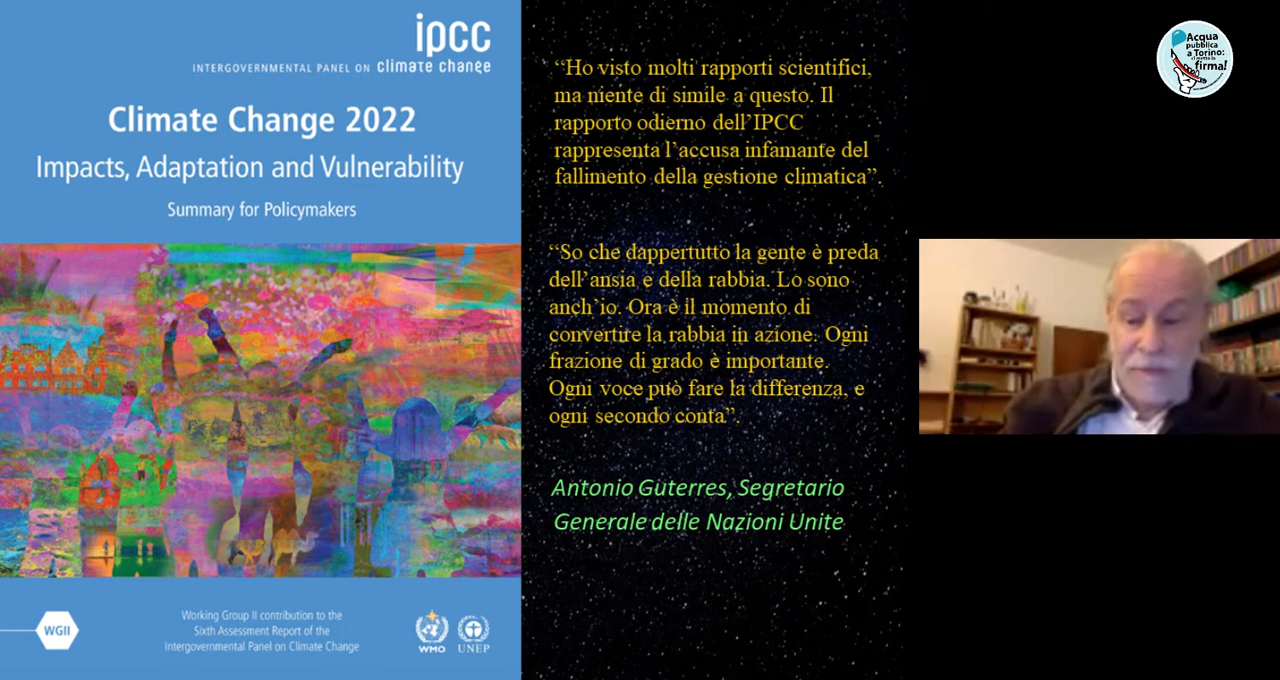 ipcc
INTERGOVERNMENTAL PANEL ON climate change
Climate Change 2022
Impacts, Adaptation and Vulnerability
Summary for Policymakers
WGII
Working Group II contribution to the
Sixth Assessment Report of the
Intergovernmental Panel on Climate Change
WMO
UNEP
“Ho visto molti rapporti scientifici,
ma niente di simile a questo. Il
rapporto odierno dell’IPCC
rappresenta l’accusa infamante del
fallimento della gestione climatica”.
“So che dappertutto la gente è preda
dell’ansia e della rabbia. Lo sono
anch’io. Ora è il momento di
convertire la rabbia in azione. Ogni
frazione di grado è importante.
Ogni voce può fare la differenza, e
ogni secondo conta”.
Antonio Guterres, Segretario
Generale delle Nazioni Unite
Acqua
pubblica
a Torino:
ci metto la
firma!